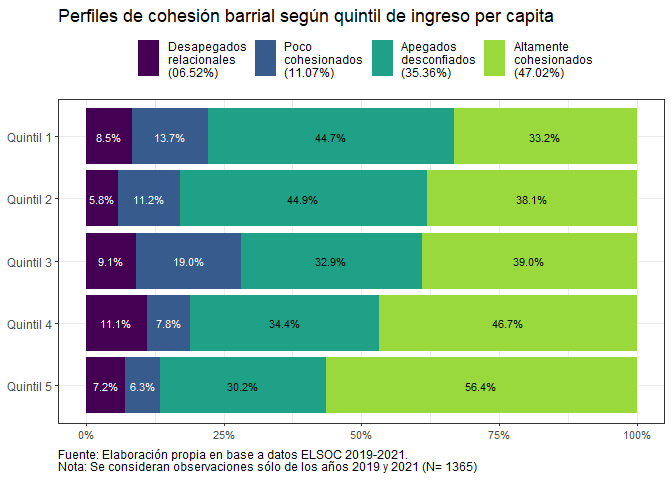 Perfiles de cohesión barrial según quintil de ingreso per capita
Desapegados
relacionales
(06.52%)
Poco
cohesionados
(11.07%)
Apegados
desconfiados
(35.36%)
Altamente
cohesionados
(47.02%)
Quintil 1
8.5%
13.7%
44.7%
33.2%
Quintil 2
5.8%
11.2%
44.9%
38.1%
Quintil 3
9.1%
19.0%
32.9%
39.0%
Quintil 4
11.1%
7.8%
34.4%
46.7%
Quintil 5
7.2%
6.3%
30.2%
56.4%
0%
25%
50%
75%
100%
Fuente: Elaboración propia en base a datos ELSOC 2019-2021.
Nota: Se consideran observaciones sólo de los años 2019 y 2021 (N= 1365)